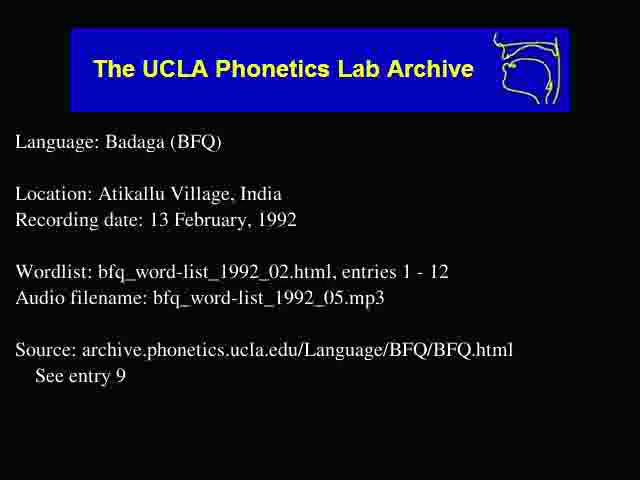 The UCLA Phonetics Lab Archive
Language: Badaga (BFQ)
Location: Atikallu Village, India
Recording date: 13 February, 1992
Wordlist: bfq_word-list_1992_02.html, entries 1 - 12
Audio filename: bfq_word-list_1992_05.mp3
Source: archive.phonetics.ucla.edu/Language/BFQ/BFQ.html
See entry 9